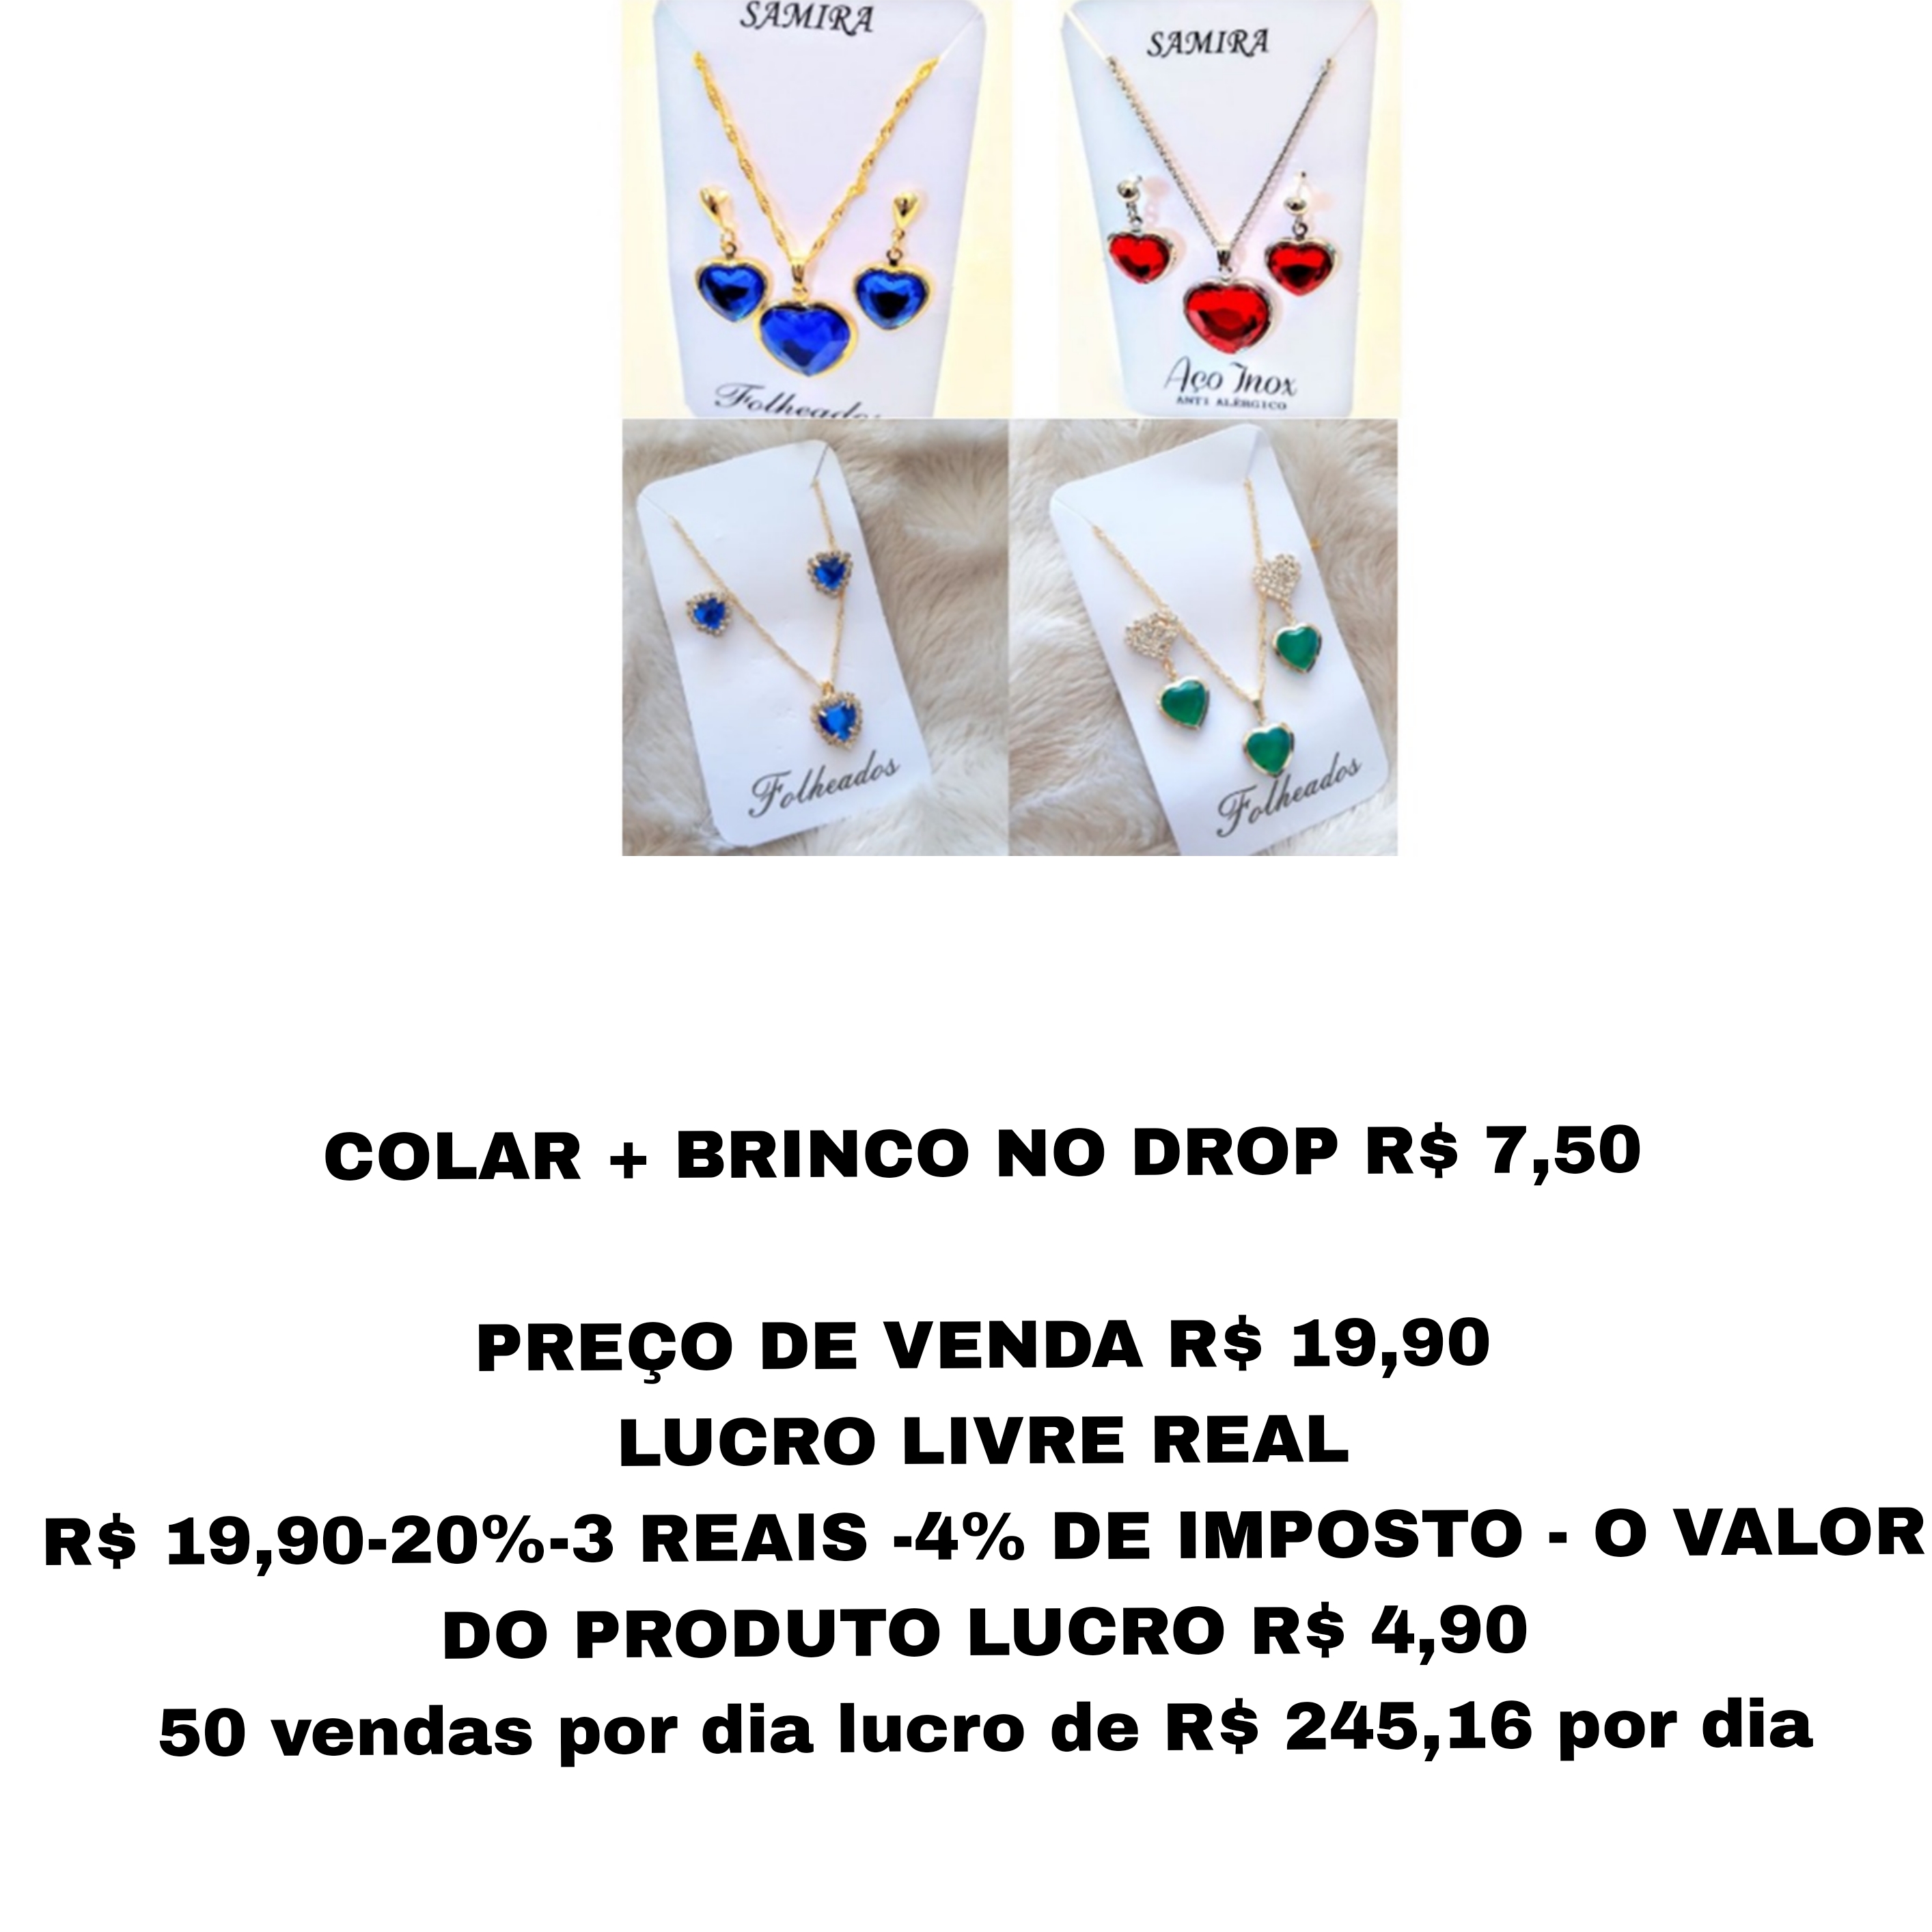 SAMIRA
SAMIRA
Aço Inox
ANTI ALÉRGICO
Folheados
Folheados
Folheados
COLAR + BRINCO NO DROP R$ 7,50
PREÇO DE VENDA R$ 19,90
LUCRO LIVRE REAL
R$ 19,90-20%-3 REAIS -4% DE IMPOSTO - O VALOR
DO PRODUTO LUCRO R$ 4,90
50 vendas por dia lucro de R$ 245,16 por dia